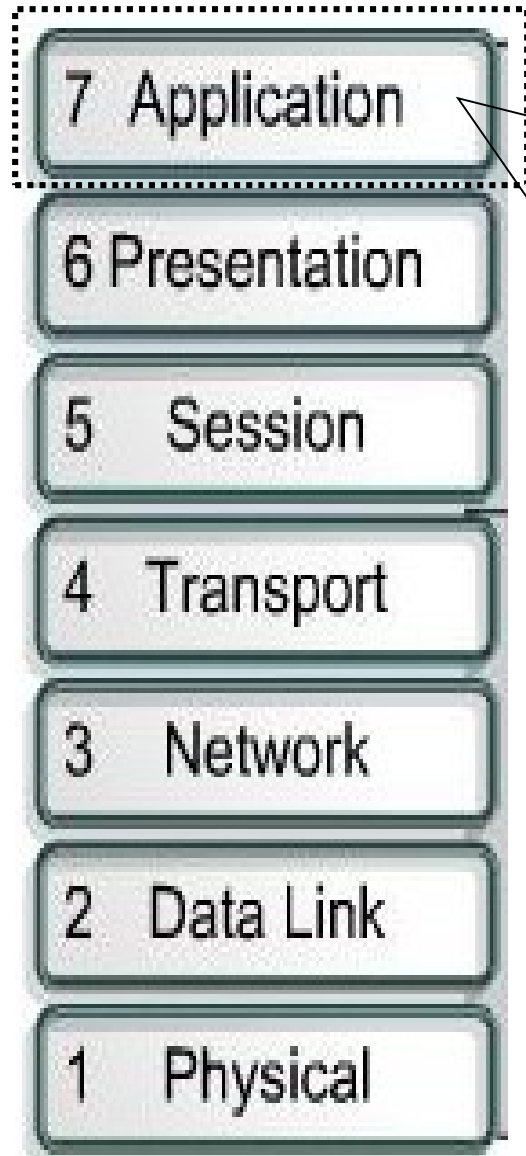 7 Application
6 Presentation
5 Session
4 Transport
3 Network
2 Data Link
1 Physical